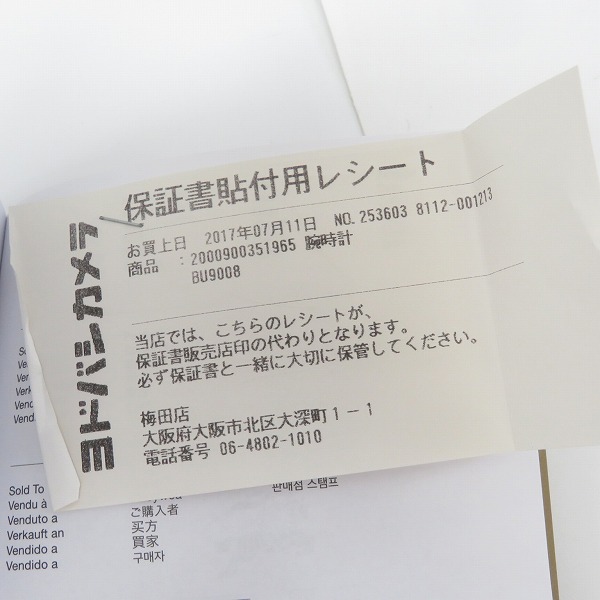 ヨドバシカメラ
保証書貼付用レシート
お買上日 2017年07月11日 NO.253603 8112-001213
商品 :2000900351965 腕時計
BU9008
当店では、こちらのレシートが、
保証書販売店印の代わりとなります。
必ず保証書と一緒に大切に保管してください。
梅田店
大阪府大阪市北区大深町1-1
電話番号 06-4802-1010
Sold To
Vendu à
Venduto a
Verkauft an
Vendido a
Vendido a
ご購入者
买方
買家
구매자
판매점 스탬프